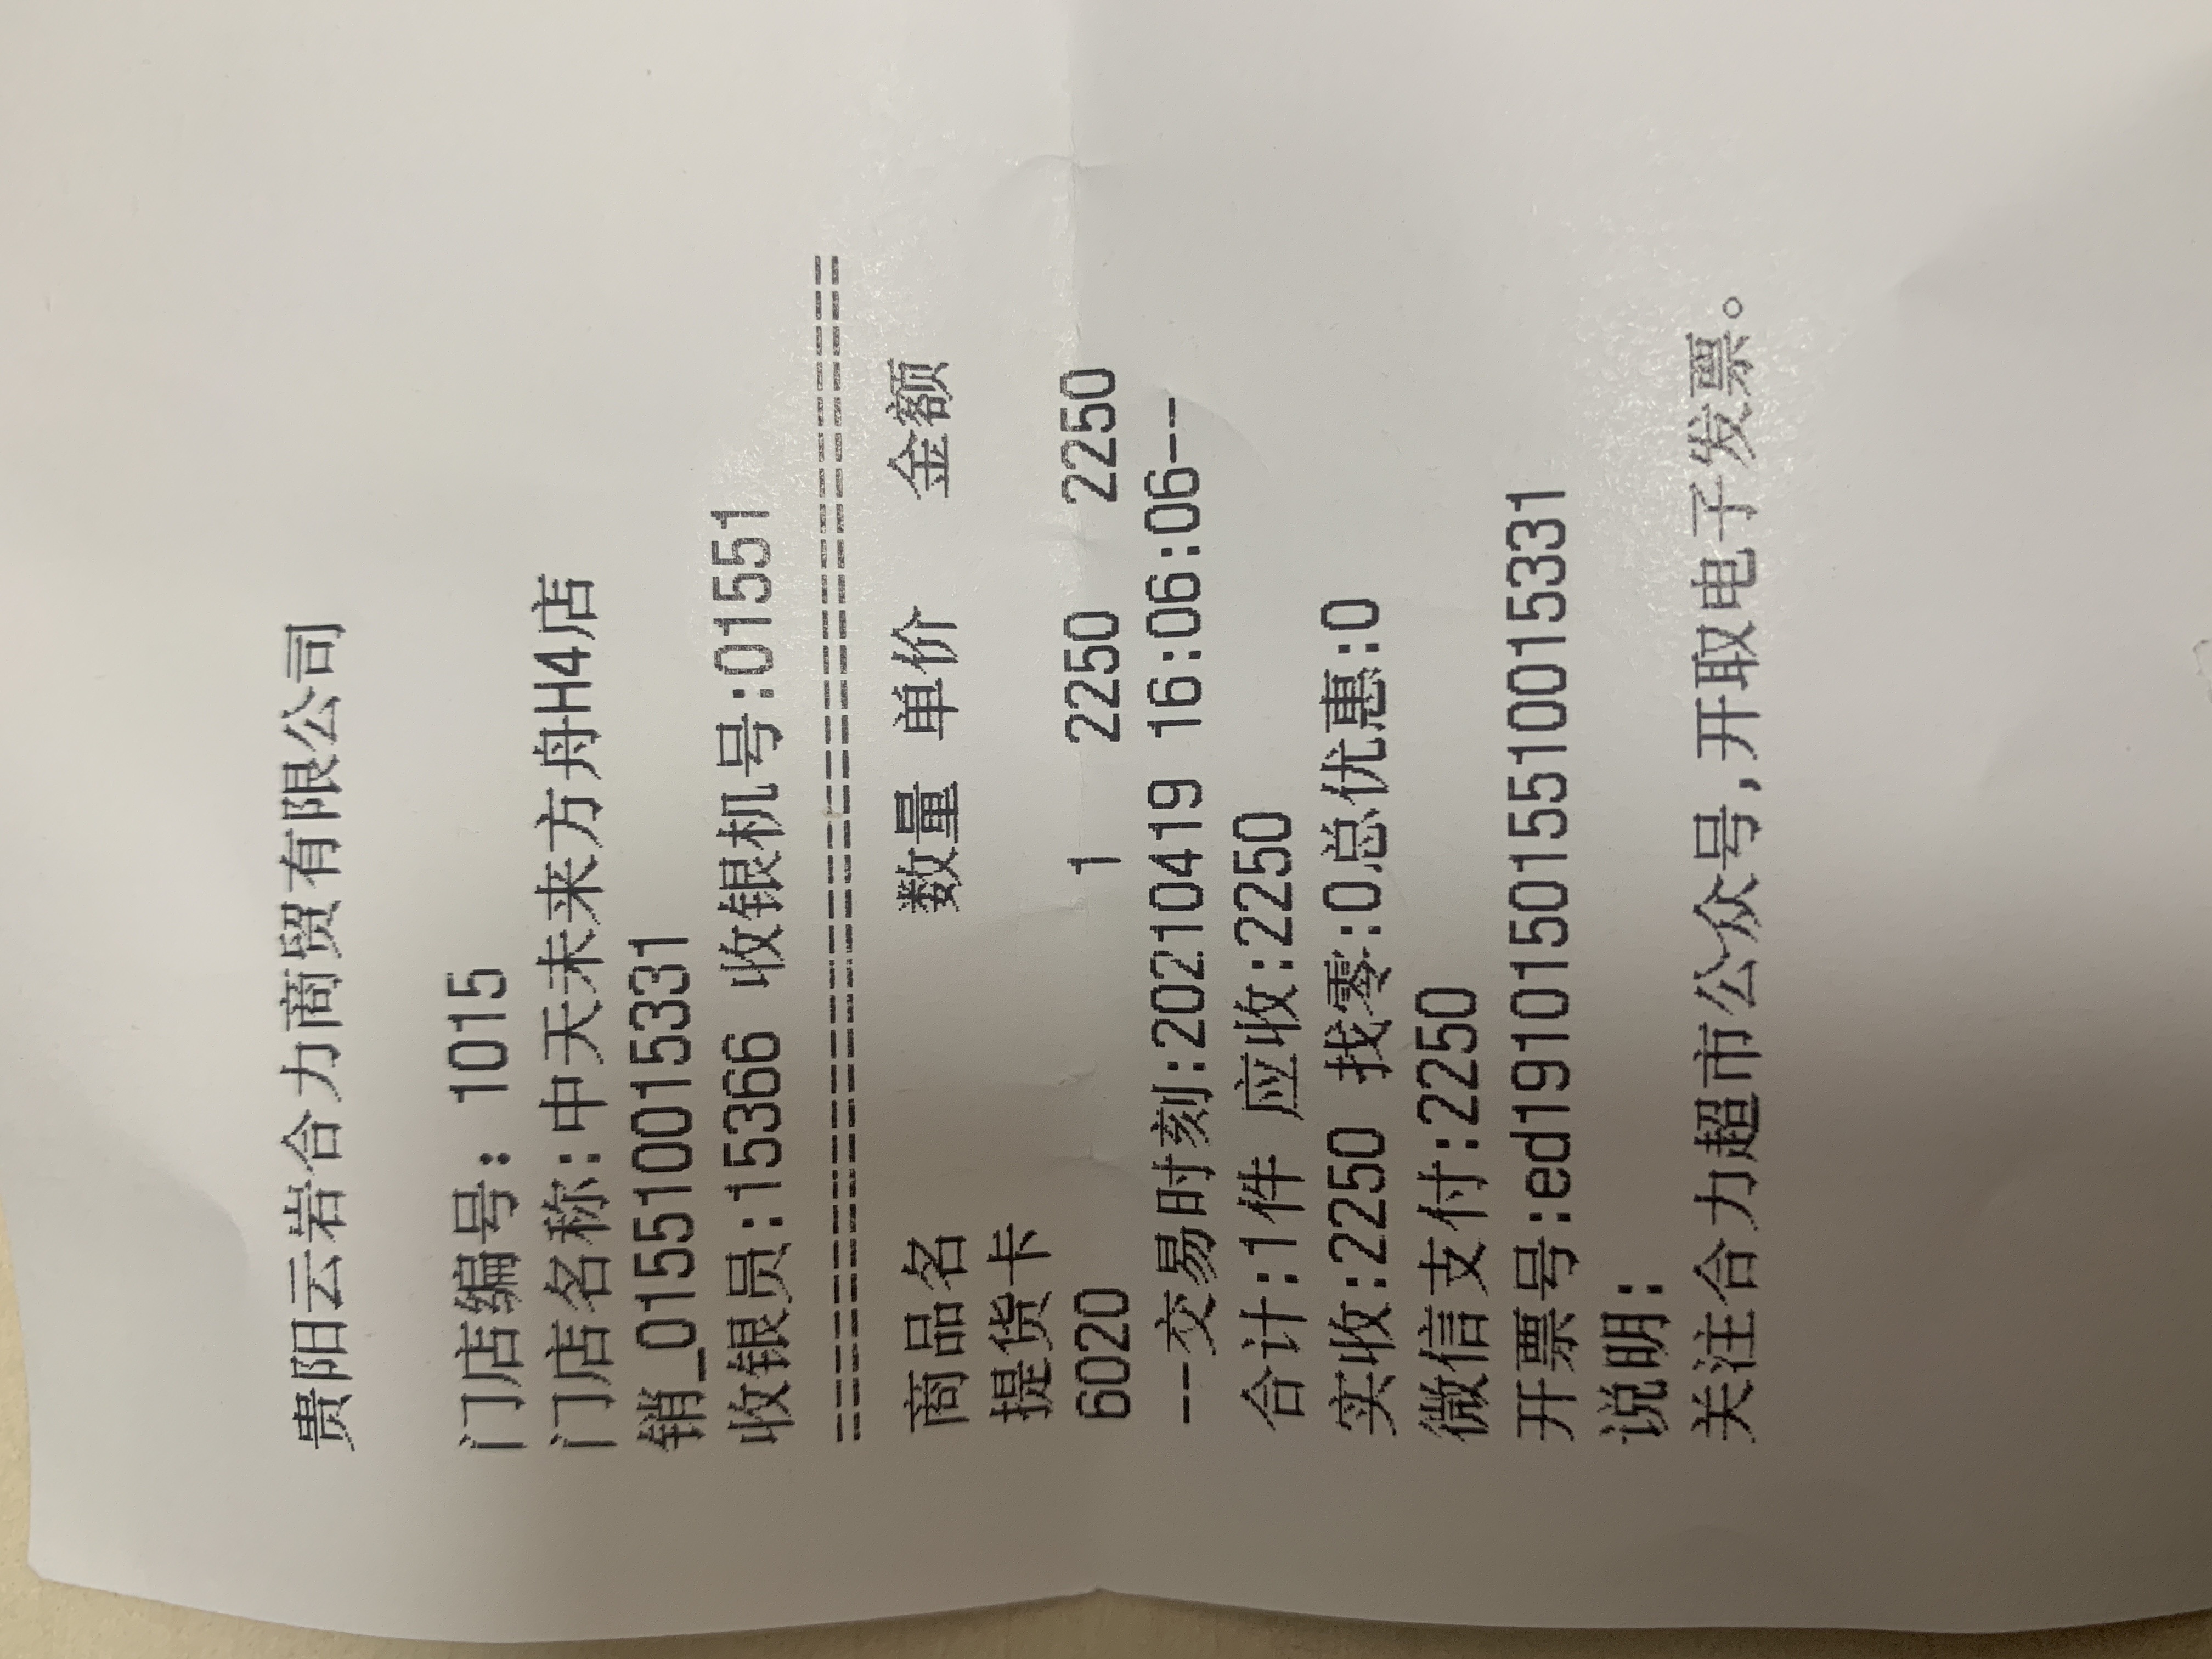 贵阳云岩合力商贸有限公司
门店编号: 1015
门店名称:中天未来方舟H4店
销_015510015331
收银员:15366 收银机号:01551
========================================
商品名 数量 单价 金额
提货卡
6020 1 2250 2250
--交易时刻:20210419 16:06:06--
合计:1件 应收:2250
实收:2250 找零:0总优惠:0
微信支付:2250
开票号:ed1910150155015510015331
说明:
关注合力超市公众号,开取电子发票。